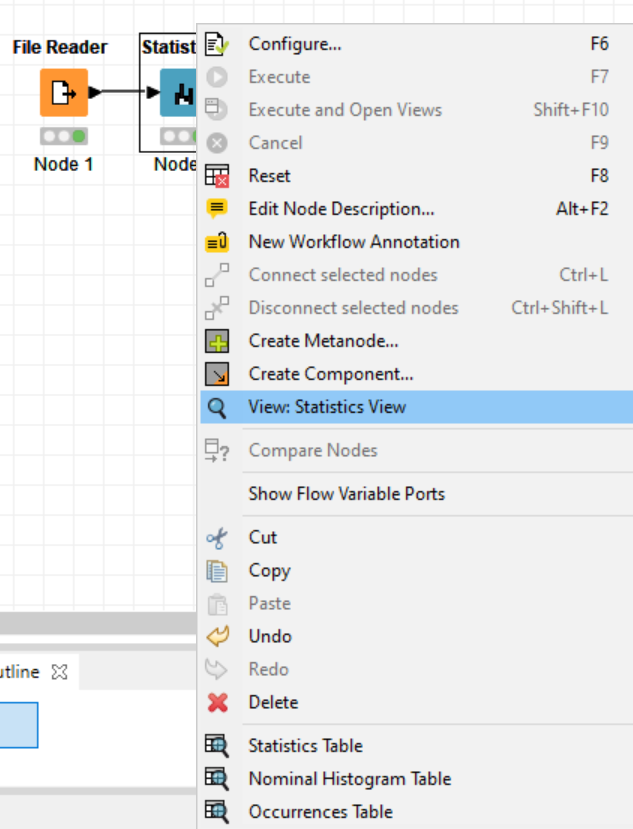 File Reader
Statist
Node 1
Node
Configure... F6
Execute F7
Execute and Open Views Shift+F10
Cancel F9
Reset F8
Edit Node Description... Alt+F2
New Workflow Annotation
Connect selected nodes Ctrl+L
Disconnect selected nodes Ctrl+Shift+L
Create Metanode...
Create Component...
View: Statistics View
Compare Nodes
Show Flow Variable Ports
Cut
Copy
Paste
Undo
Redo
Delete
Statistics Table
Nominal Histogram Table
Occurrences Table
utline